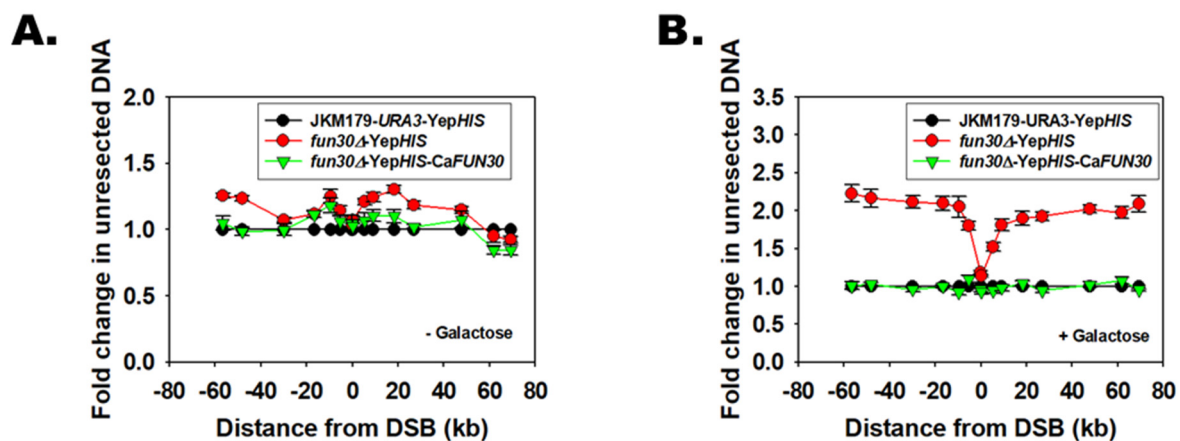 A.
Fold change in unresected DNA
2.0
1.5
1.0
0.5
0.0
JKM179-URA3-YepHIS
fun30Δ-YepHIS
fun30Δ-YepHIS-CaFUN30
- Galactose
-80 -60 -40 -20 0 20 40 60 80
Distance from DSB (kb)
B.
Fold change in unresected DNA
3.5
3.0
2.5
2.0
1.5
1.0
0.5
0.0
JKM179-URA3-YepHIS
fun30Δ-YepHIS
fun30Δ-YepHIS-CaFUN30
+ Galactose
-80 -60 -40 -20 0 20 40 60 80
Distance from DSB (kb)